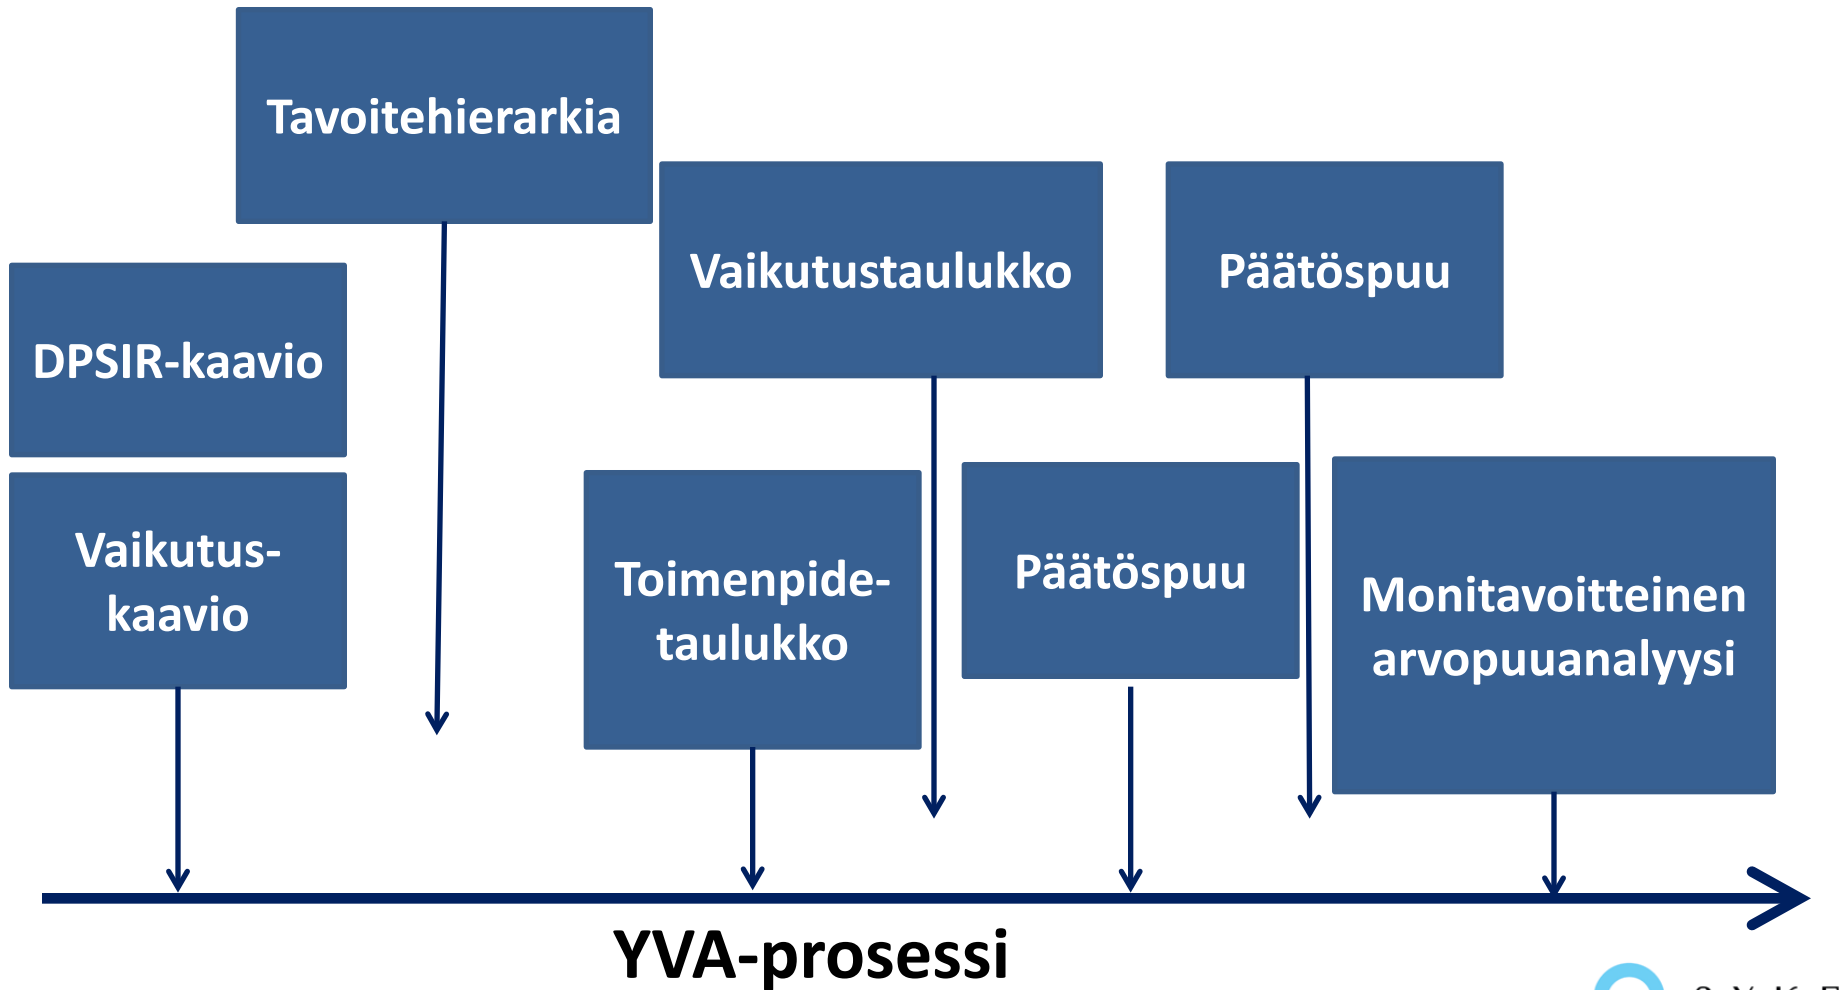 Tavoitehierarkia
Vaikutustaulukko
Päätöspuu
DPSIR-kaavio
Vaikutus-
kaavio
Toimenpide-
taulukko
Päätöspuu
Monitavoitteinen
arvopuuanalyysi
YVA-prosessi